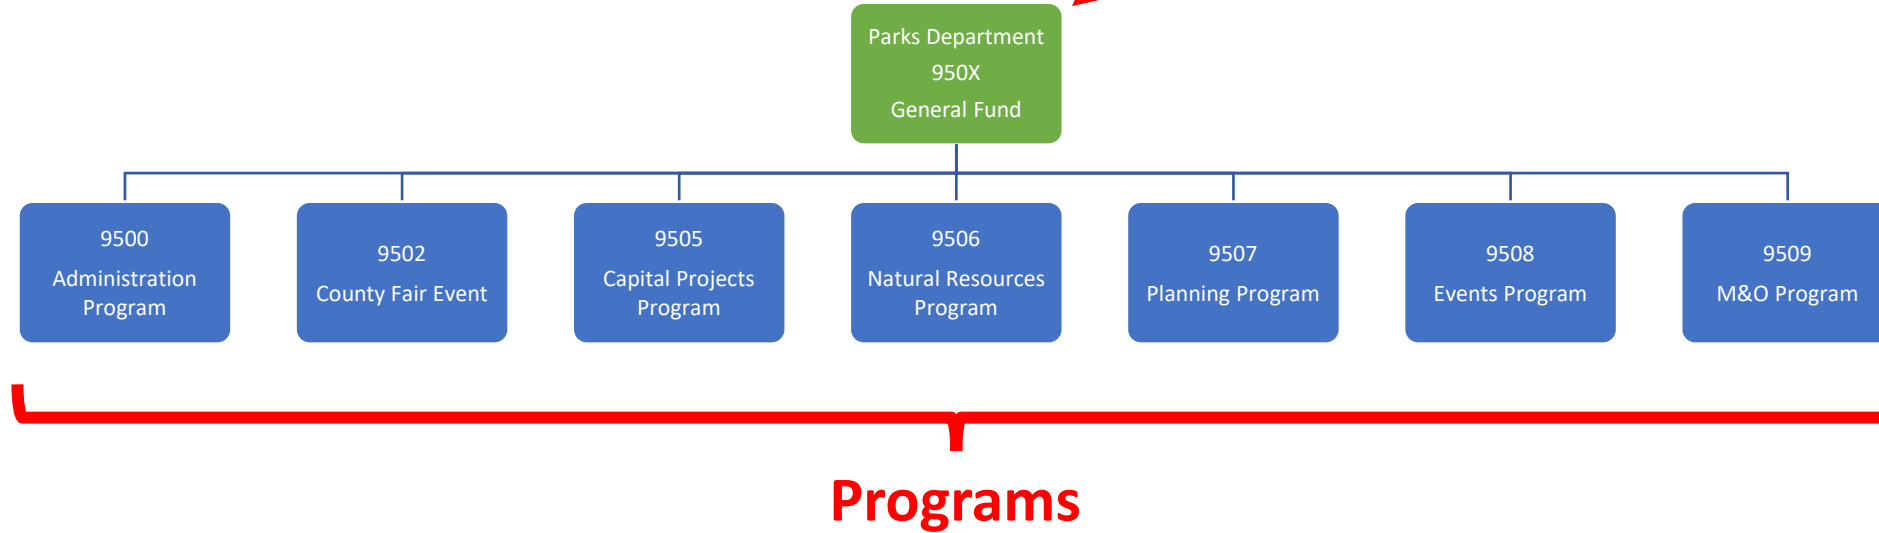 Parks Department
950X
General Fund
9500
Administration
Program
9502
County Fair Event
9505
Capital Projects
Program
9506
Natural Resources
Program
9507
Planning Program
9508
Events Program
9509
M&O Program
Programs